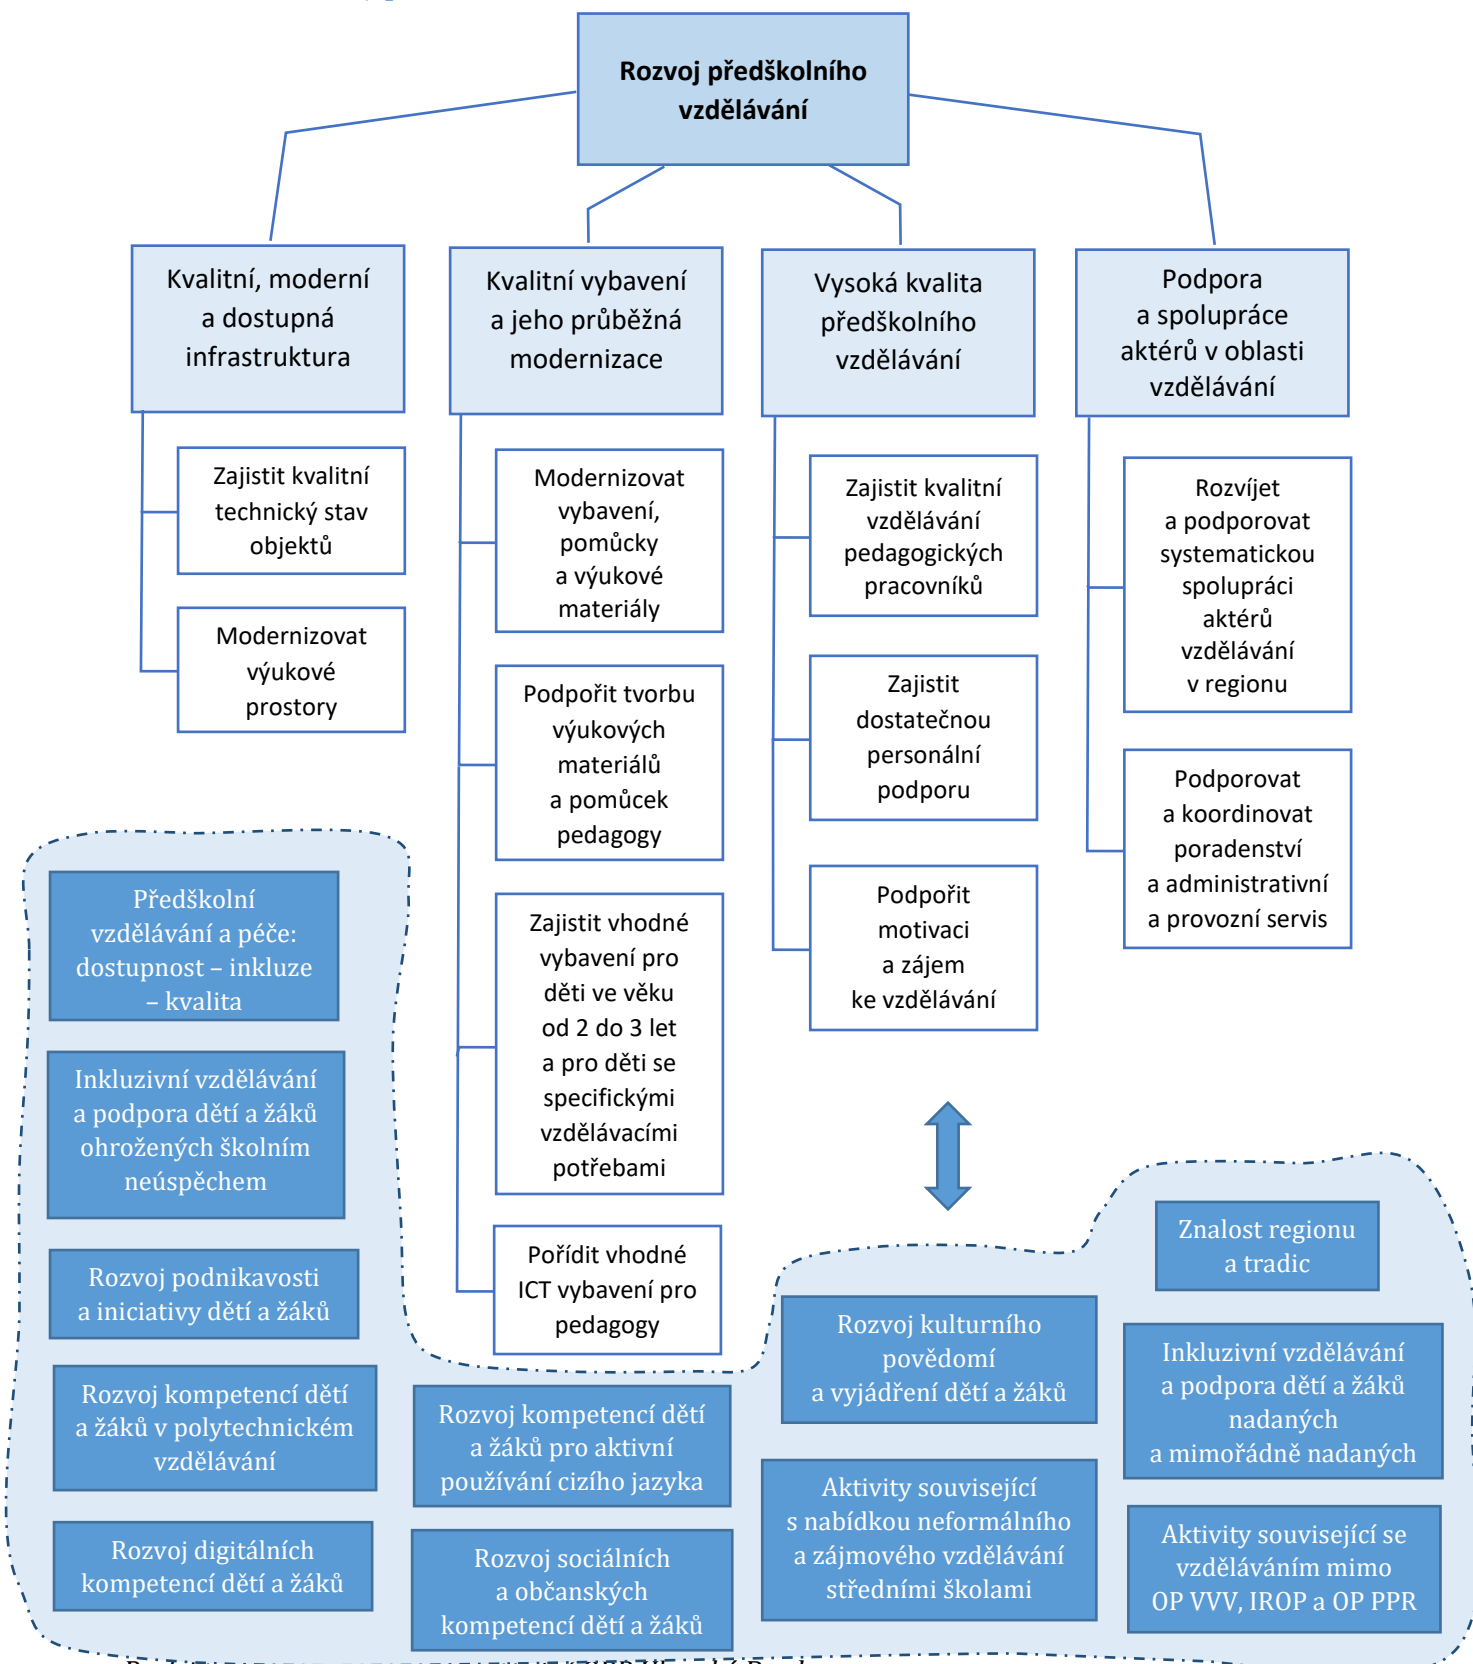 Rozvoj předškolního
vzdělávání
Kvalitní, moderní
a dostupná
infrastruktura
Zajistit kvalitní
technický stav
objektů
Modernizovat
výukové
prostory
Kvalitní vybavení
a jeho průběžná
modernizace
Modernizovat
vybavení,
pomůcky
a výukové
materiály
Podpořit tvorbu
výukových
materiálů
a pomůcek
pedagogy
Zajistit vhodné
vybavení pro
děti ve věku
od 2 do 3 let
a pro děti se
specifickými
vzdělávacími
potřebami
Pořídit vhodné
ICT vybavení pro
pedagogy
Vysoká kvalita
předškolního
vzdělávání
Zajistit kvalitní
vzdělávání
pedagogických
pracovníků
Zajistit
dostatečnou
personální
podporu
Podpořit
motivaci
a zájem
ke vzdělávání
Podpora
a spolupráce
aktérů v oblasti
vzdělávání
Rozvíjet
a podporovat
systematickou
spolupráci
aktérů
vzdělávání
v regionu
Podporovat
a koordinovat
poradenství
a administrativní
a provozní servis
Předškolní
vzdělávání a péče:
dostupnost – inkluze
– kvalita
Inkluzivní vzdělávání
a podpora dětí a žáků
ohrožených školním
neúspěchem
Rozvoj podnikavosti
a iniciativy dětí a žáků
Rozvoj kompetencí dětí
a žáků v polytechnickém
vzdělávání
Rozvoj digitálních
kompetencí dětí a žáků
Rozvoj kompetencí dětí
a žáků pro aktivní
používání cizího jazyka
Rozvoj sociálních
a občanských
kompetencí dětí a žáků
Rozvoj kulturního
povědomí
a vyjádření dětí a žáků
Aktivity související
s nabídkou neformálního
a zájmového vzdělávání
středními školami
Znalost regionu
a tradic
Inkluzivní vzdělávání
a podpora dětí a žáků
nadaných
a mimořádně nadaných
Aktivity související se
vzděláváním mimo
OP VVV, IROP a OP PPR